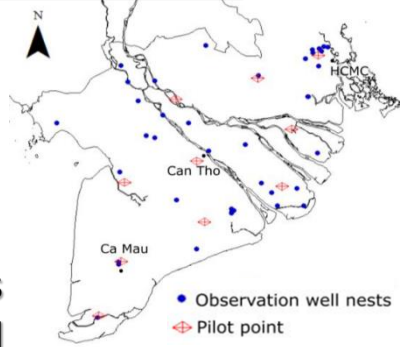 N
HCMC
Can Tho
Ca Mau
Observation well nests
Pilot point